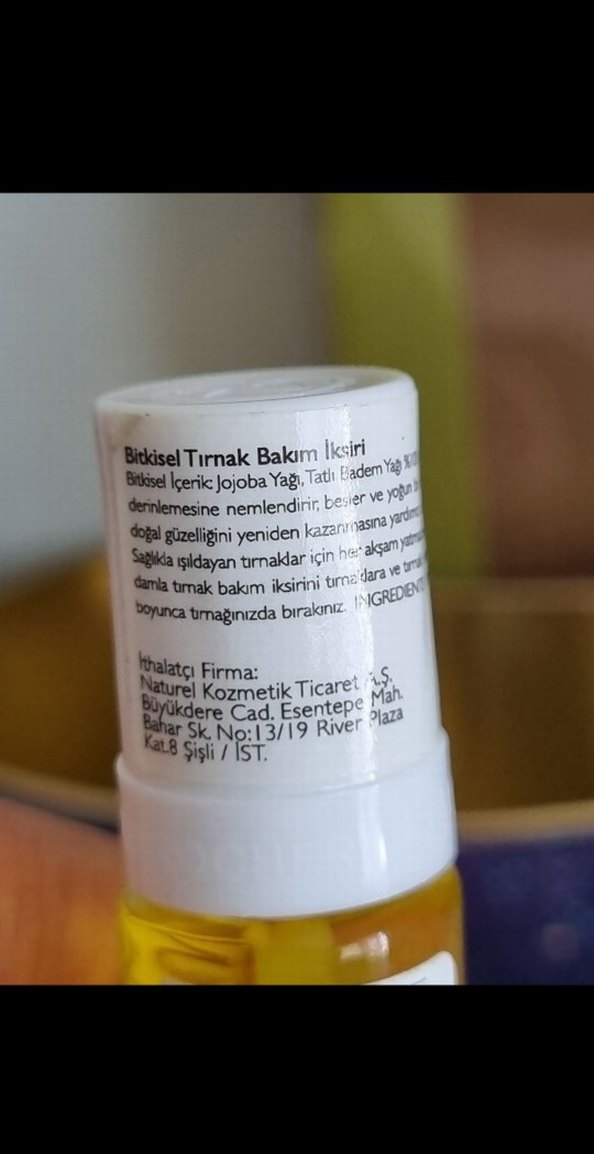 Bitkisel Tırnak Bakım İksiri
Bitkisel İçerik: Jojoba Yağı, Tatlı Badem Yağı
derinlemesine nemlendirir, besler ve yoğun
doğal güzelliğini yeniden kazanmasına
Sağlıkla ışıldayan tırnaklar için her akşam
damla tırnak bakım iksirini tırnaklara ve
boyunca tırnağınızda bırakınız.
İthalatçı Firma:
Naturel Kozmetik Ticaret A.Ş.
Büyükdere Cad. Esentepe Mah.
Bahar Sk. No:13/19 River Plaza
Kat.8 Şişli / İST.